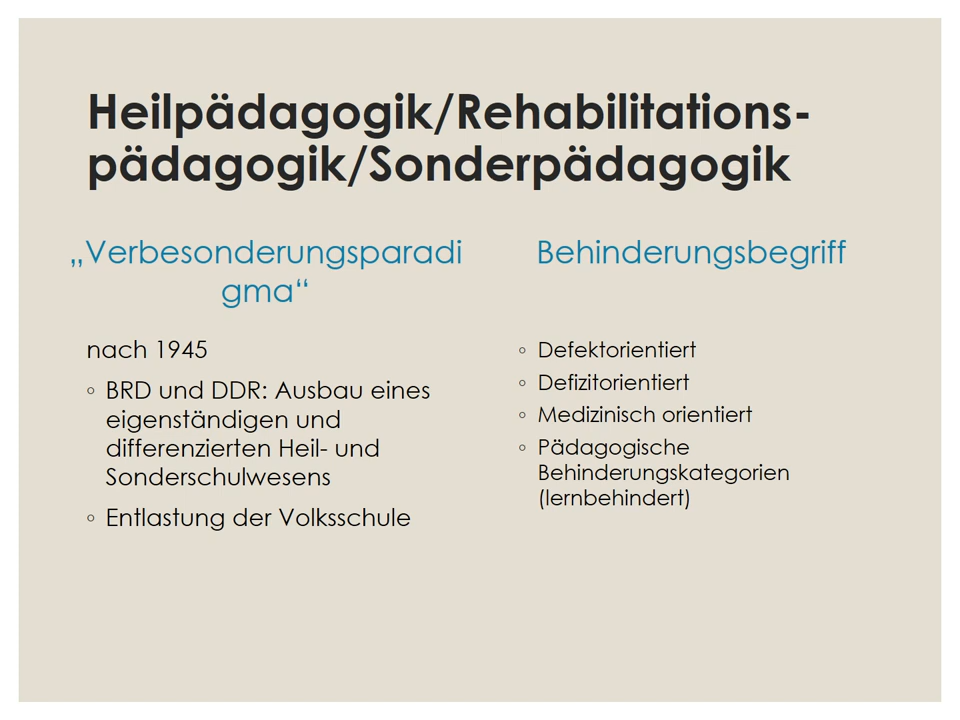 Heilpädagogik/Rehabilitations-
pädagogik/Sonderpädagogik
„Verbesonderungsparadi
gma“
nach 1945
◦ BRD und DDR: Ausbau eines
eigenständigen und
differenzierten Heil- und
Sonderschulwesens
◦ Entlastung der Volksschule
Behinderungsbegriff
◦ Defektorientiert
◦ Defizitorientiert
◦ Medizinisch orientiert
◦ Pädagogische
Behinderungskategorien
(lernbehindert)